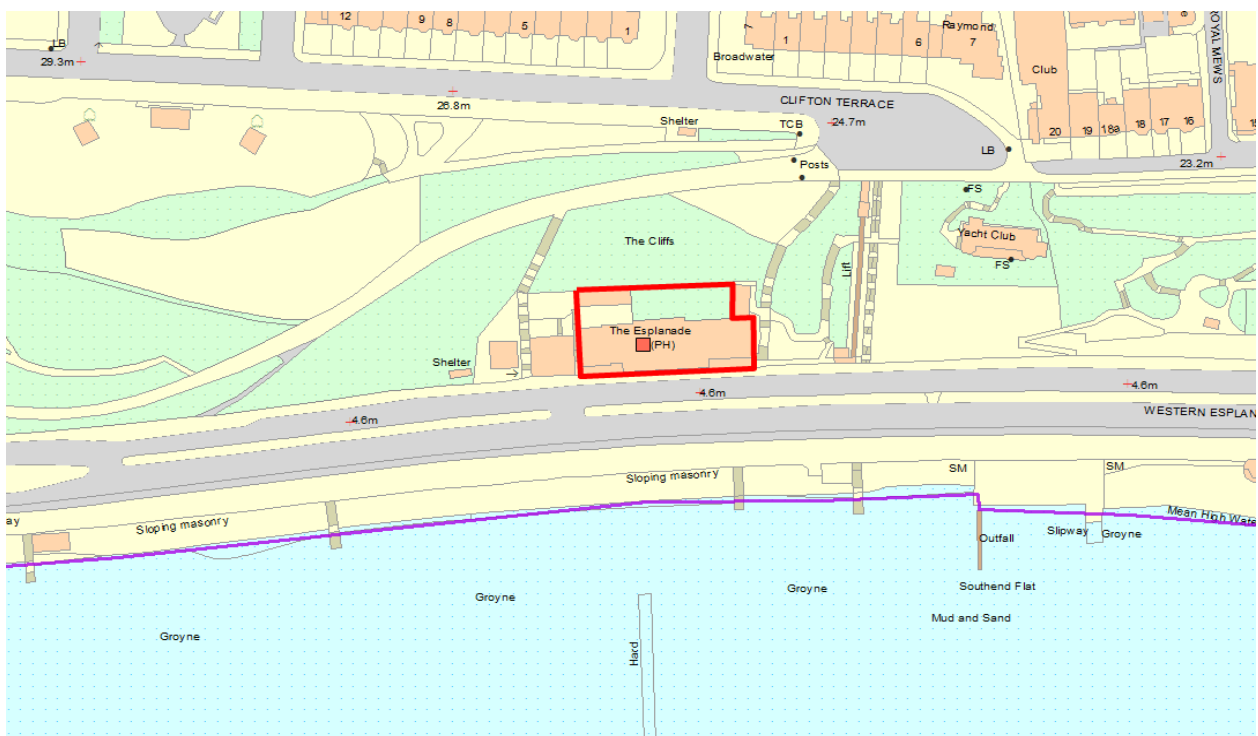 12
9
8
5
1
Broadwater
1
6
7
Raymond
Club
ROYAL MEWS
LB
29.3m
26.8m
CLIFTON TERRACE
24.7m
TCB
Shelter
Posts
LB
20
19
18a
18
17
16
15
23.2m
FS
Yacht Club
FS
The Cliffs
Lift
The Esplanade
(PH)
Shelter
4.6m
4.6m
4.6m
WESTERN ESPLAN
SM
SM
Sloping masonry
Sloping masonry
ay
Mean High Wate
Outfall
Slipway
Groyne
Groyne
Groyne
Groyne
Southend Flat
Mud and Sand
Hard